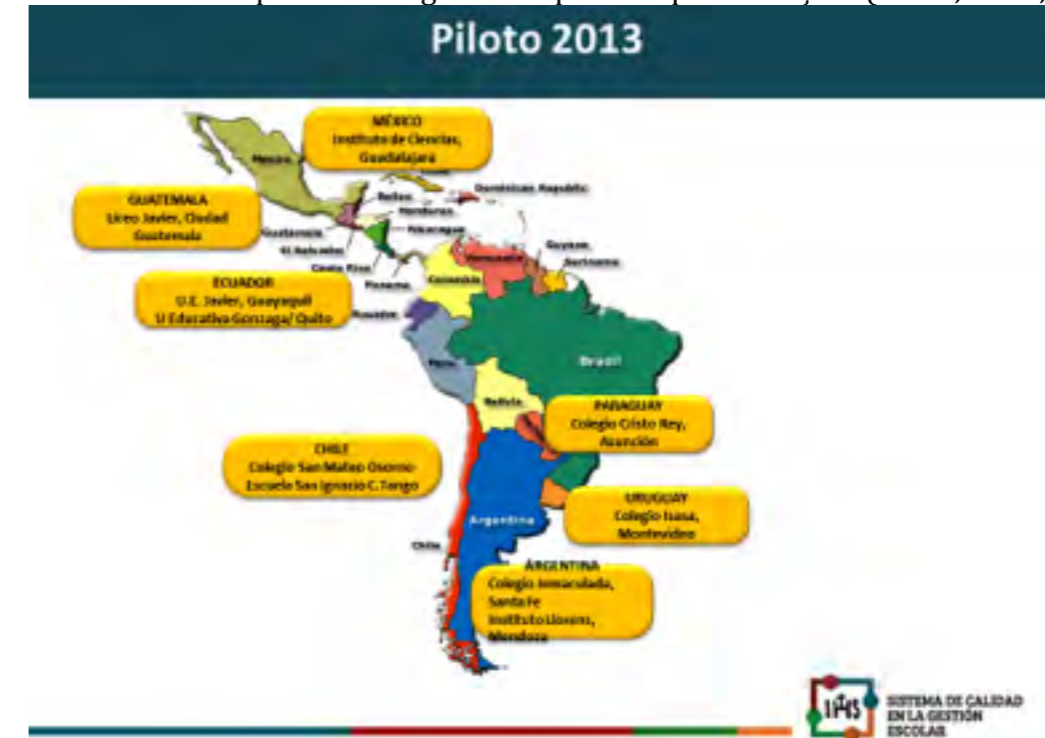 Piloto 2013
MÉXICO
Instituto de Ciencias,
Guadalajara
Mexico
Dominican Republic
Belize
GUATEMALA
Liceo Javier, Ciudad
Guatemala
Honduras
Nicaragua
Guatemala
El Salvador
Costa Rica
Panama
Venezuela
Guyana
Suriname
Colombia
ECUADOR
U.E. Javier, Guayaquil
U Educativa Gonzaga/ Quito
Ecuador
Peru
Brazil
Bolivia
PARAGUAY
Colegio Cristo Rey,
Asunción
CHILE
Colegio San Mateo Osorno
Escuela San Ignacio C. Tango
URUGUAY
Colegio Isasa,
Montevideo
Argentina
Chile
ARGENTINA
Colegio Inmaculada,
Santa Fe
Instituto Llorens,
Mendoza
SISTEMA DE CALIDAD
EN LA GESTIÓN
ESCOLAR